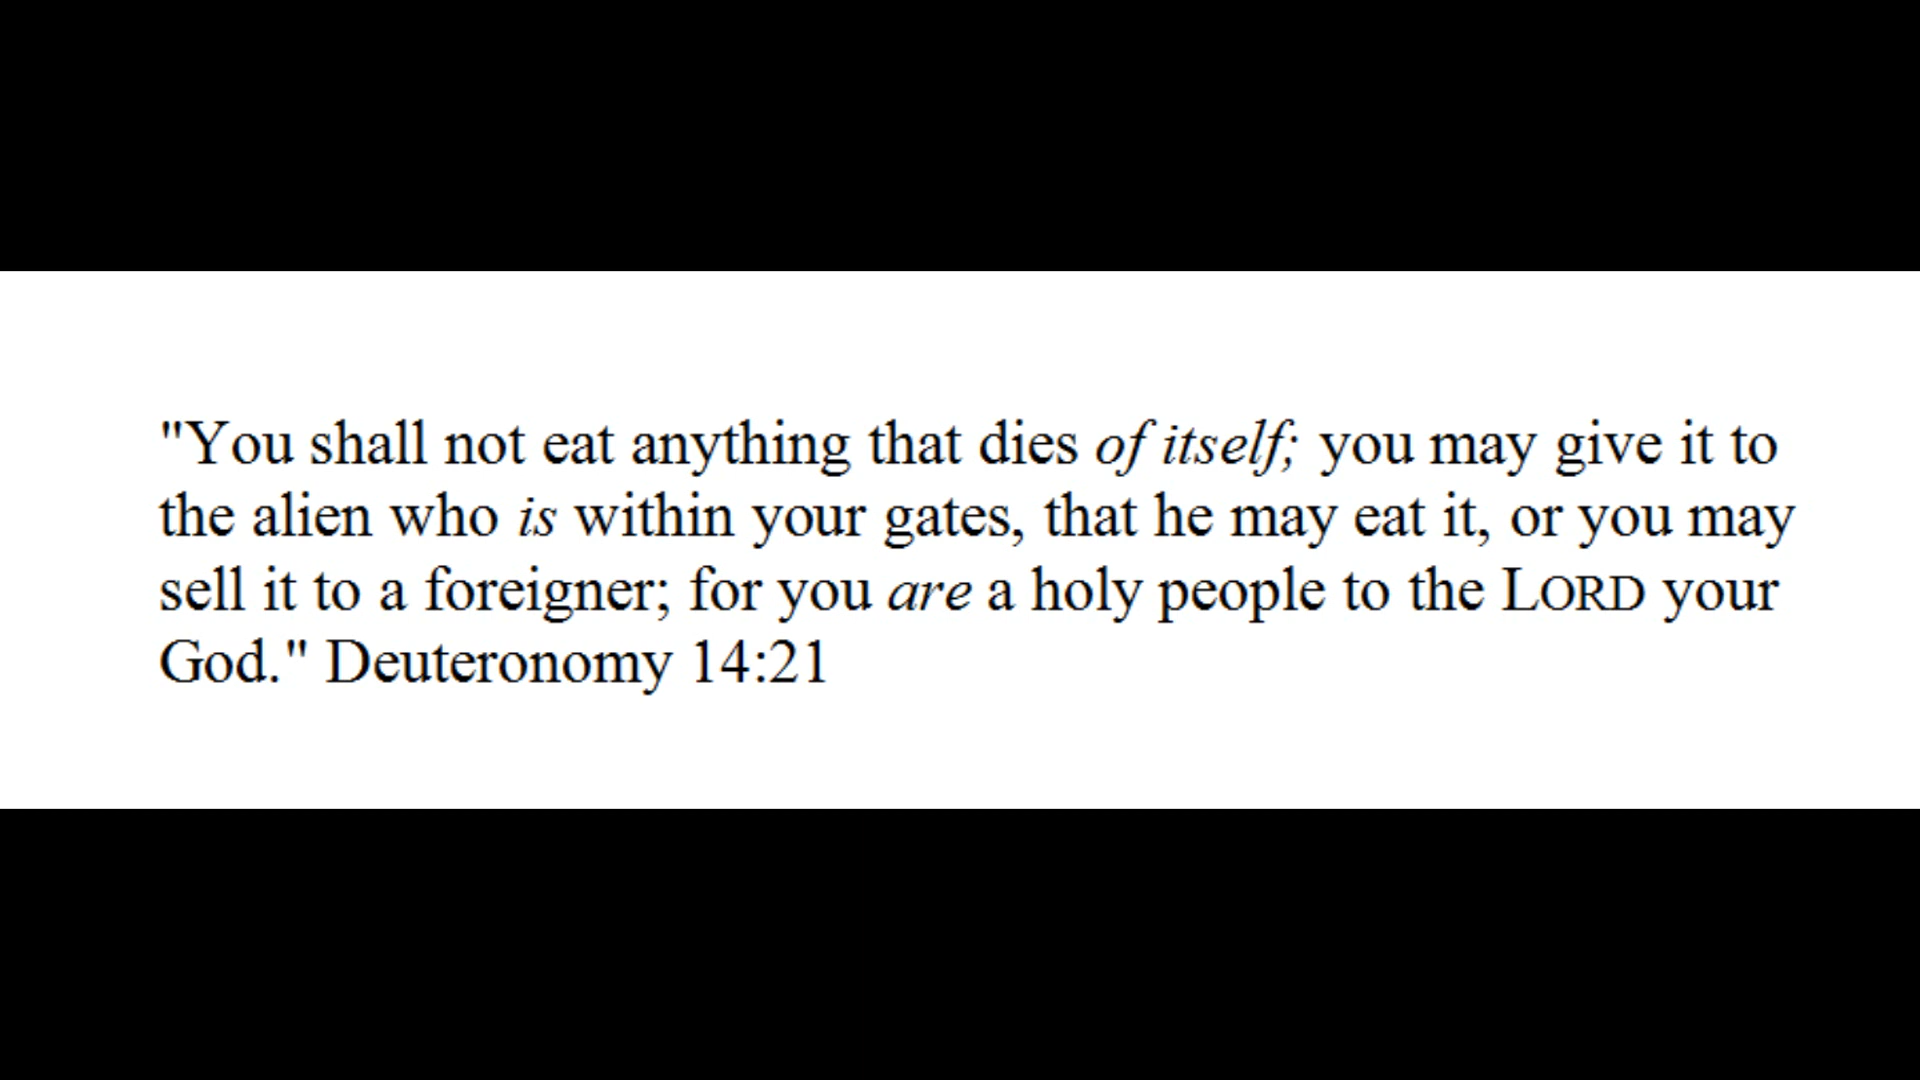 "You shall not eat anything that dies of itself; you may give it to
the alien who is within your gates, that he may eat it, or you may
sell it to a foreigner; for you are a holy people to the LORD your
God." Deuteronomy 14:21